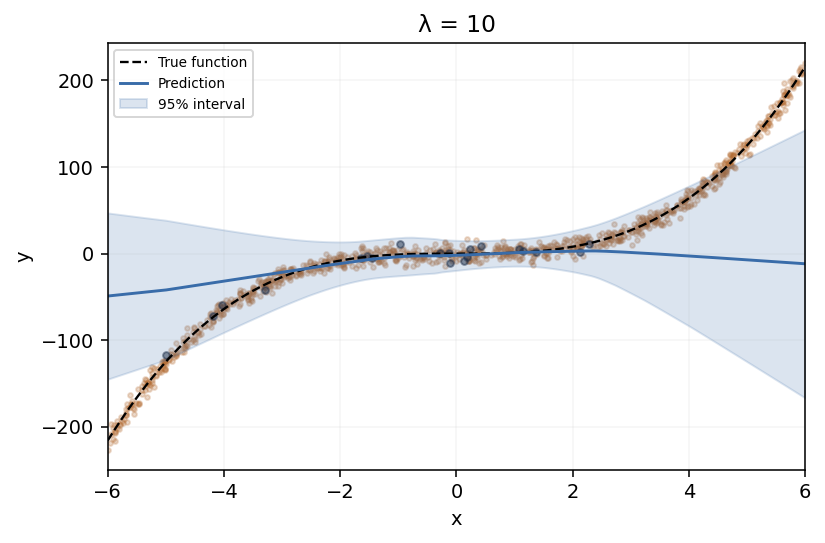 λ = 10
True function
Prediction
95% interval
y
200
100
0
−100
−200
−6 −4 −2 0 2 4 6
x